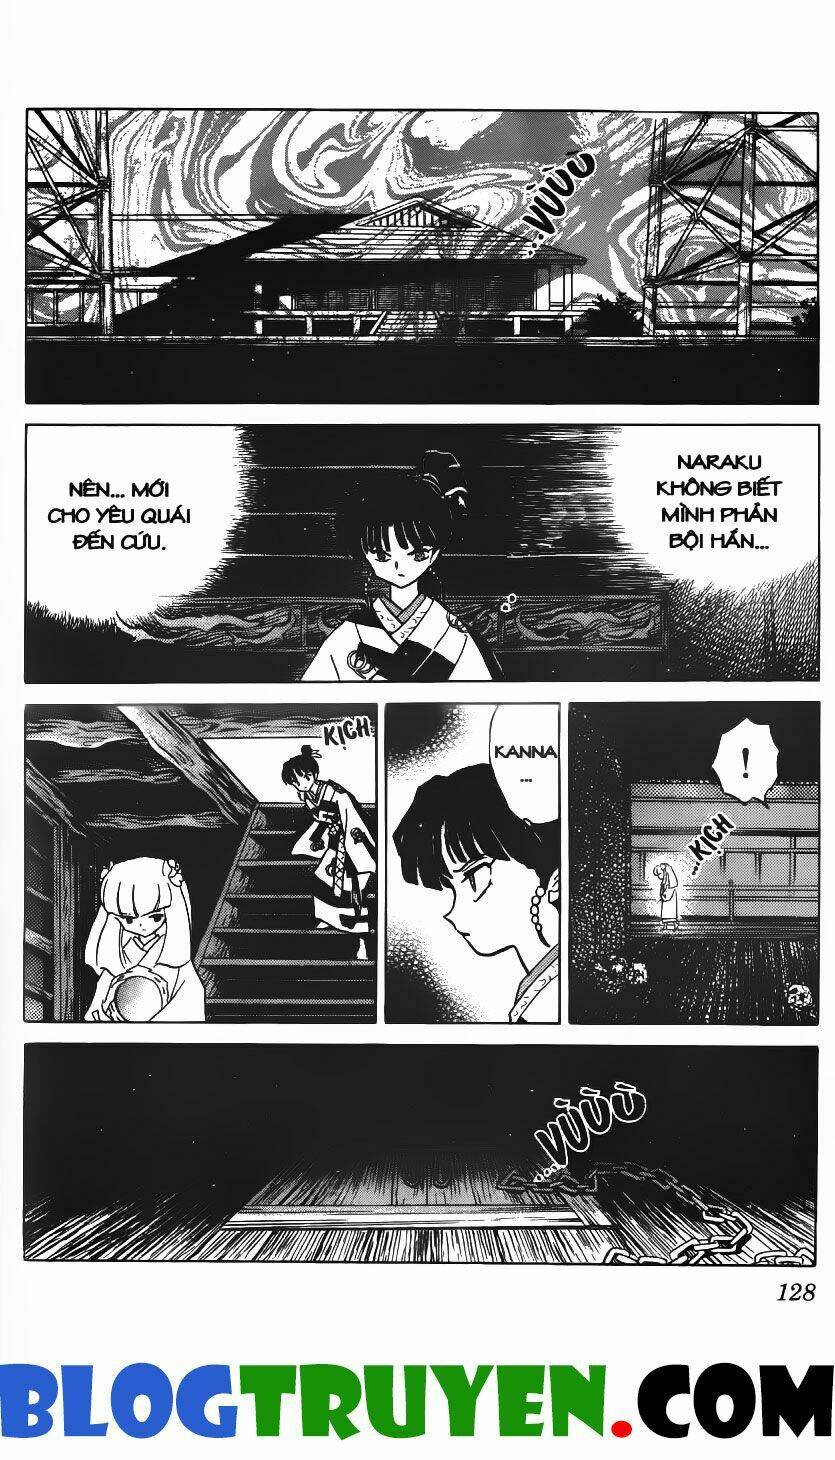 ...VÙÙÙ
NARAKU
KHÔNG BIẾT
MÌNH PHẢN
BỘI HẮN...
NÊN... MỚI
CHO YÊU QUÁI
ĐẾN CỨU.
!
...KỊCH
KANNA
...
KỊCH
VÙÙÙ
128
BLOGTRUYEN.COM